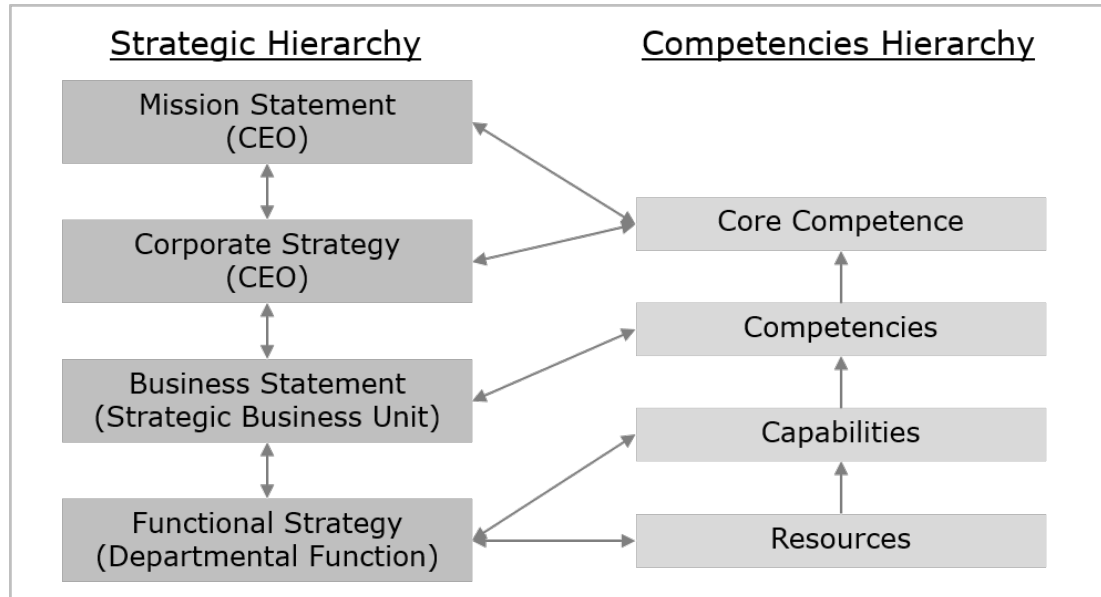 Strategic Hierarchy
Mission Statement
(CEO)
Corporate Strategy
(CEO)
Business Statement
(Strategic Business Unit)
Functional Strategy
(Departmental Function)
Competencies Hierarchy
Core Competence
Competencies
Capabilities
Resources